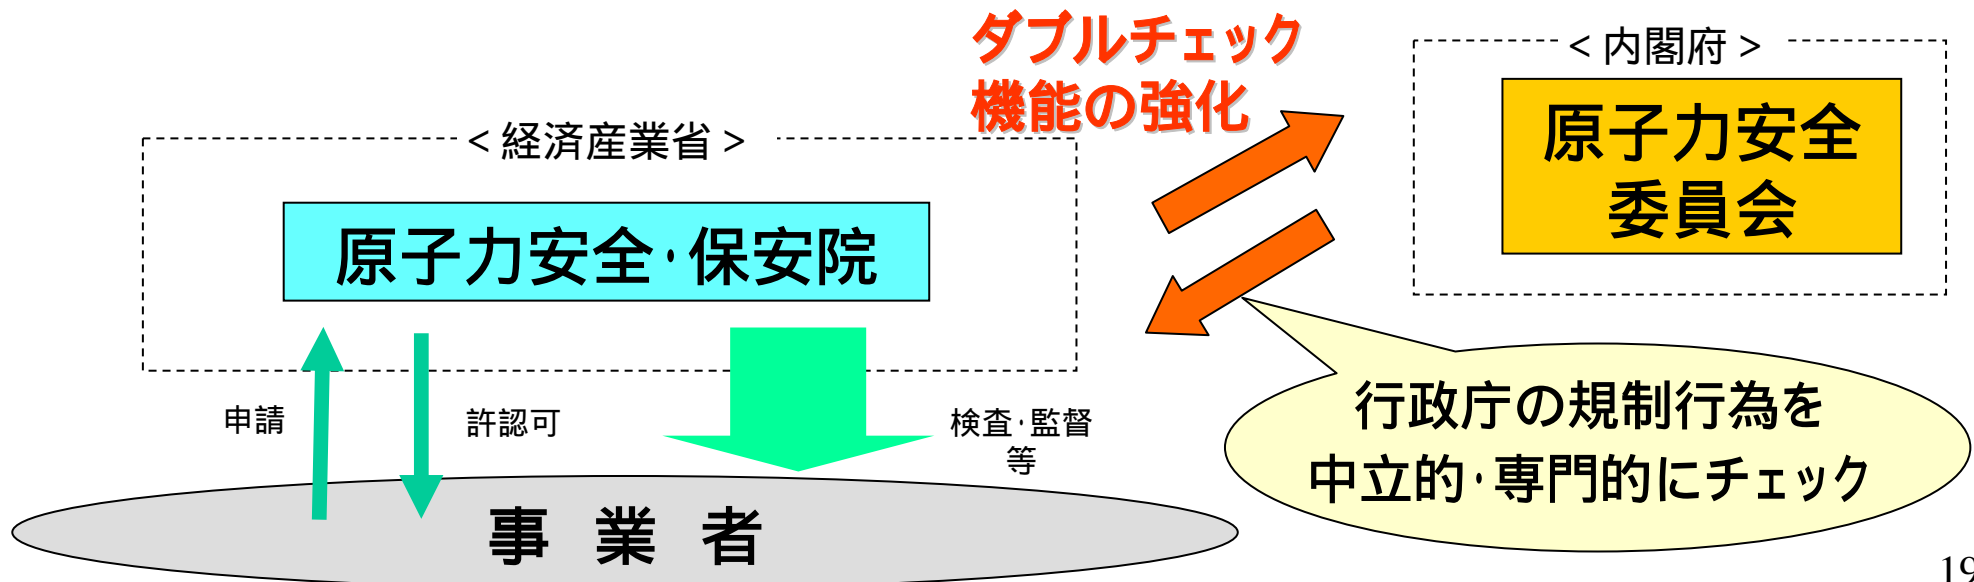 ダブルチェック
機能の強化
＜内閣府＞
原子力安全
委員会
＜経済産業省＞
原子力安全・保安院
申請
許認可
検査・監督
等
行政庁の規制行為を
中立的・専門的にチェック
事業者
19